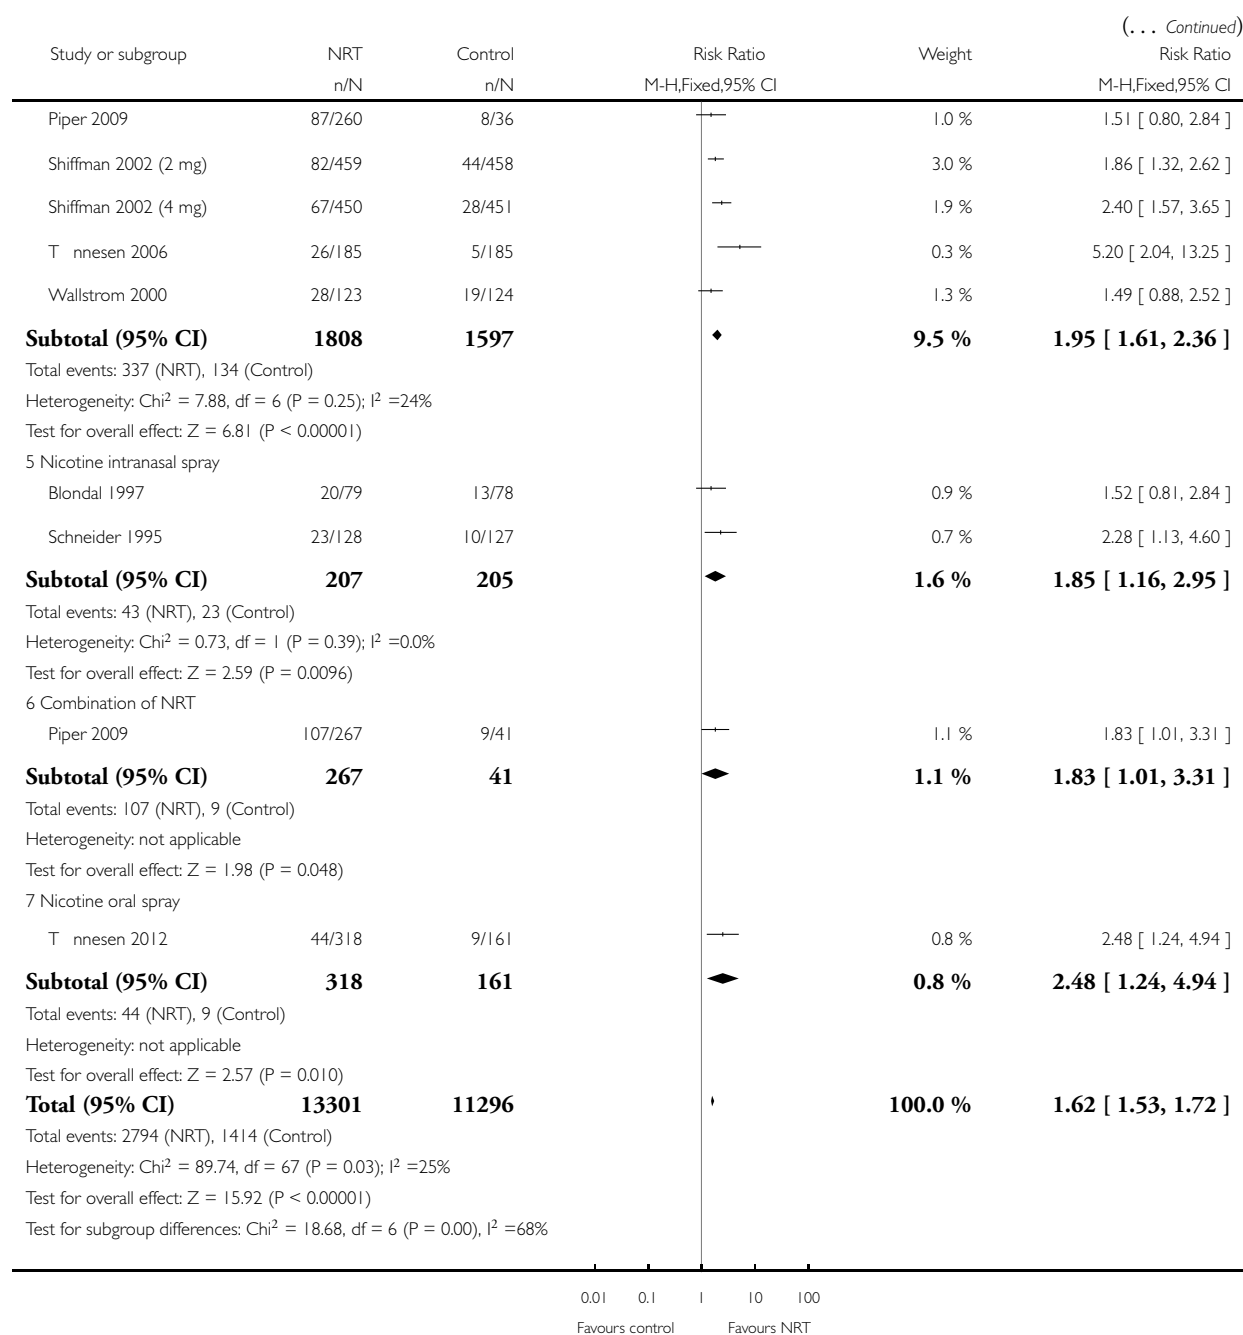 (... Continued)
Study or subgroup NRT Control Risk Ratio Weight Risk Ratio
n/N n/N M-H,Fixed,95% CI M-H,Fixed,95% CI
Piper 2009 87/260 8/36 1.0 % 1.51 [ 0.80, 2.84 ]
Shiffman 2002 (2 mg) 82/459 44/458 3.0 % 1.86 [ 1.32, 2.62 ]
Shiffman 2002 (4 mg) 67/450 28/451 1.9 % 2.40 [ 1.57, 3.65 ]
T nnesen 2006 26/185 5/185 0.3 % 5.20 [ 2.04, 13.25 ]
Wallstrom 2000 28/123 19/124 1.3 % 1.49 [ 0.88, 2.52 ]
Subtotal (95% CI) 1808 1597 9.5 % 1.95 [ 1.61, 2.36 ]
Total events: 337 (NRT), 134 (Control)
Heterogeneity: Chi² = 7.88, df = 6 (P = 0.25); I² =24%
Test for overall effect: Z = 6.81 (P < 0.00001)
5 Nicotine intranasal spray
Blondal 1997 20/79 13/78 0.9 % 1.52 [ 0.81, 2.84 ]
Schneider 1995 23/128 10/127 0.7 % 2.28 [ 1.13, 4.60 ]
Subtotal (95% CI) 207 205 1.6 % 1.85 [ 1.16, 2.95 ]
Total events: 43 (NRT), 23 (Control)
Heterogeneity: Chi² = 0.73, df = 1 (P = 0.39); I² =0.0%
Test for overall effect: Z = 2.59 (P = 0.0096)
6 Combination of NRT
Piper 2009 107/267 9/41 1.1 % 1.83 [ 1.01, 3.31 ]
Subtotal (95% CI) 267 41 1.1 % 1.83 [ 1.01, 3.31 ]
Total events: 107 (NRT), 9 (Control)
Heterogeneity: not applicable
Test for overall effect: Z = 1.98 (P = 0.048)
7 Nicotine oral spray
T nnesen 2012 44/318 9/161 0.8 % 2.48 [ 1.24, 4.94 ]
Subtotal (95% CI) 318 161 0.8 % 2.48 [ 1.24, 4.94 ]
Total events: 44 (NRT), 9 (Control)
Heterogeneity: not applicable
Test for overall effect: Z = 2.57 (P = 0.010)
Total (95% CI) 13301 11296 100.0 % 1.62 [ 1.53, 1.72 ]
Total events: 2794 (NRT), 1414 (Control)
Heterogeneity: Chi² = 89.74, df = 67 (P = 0.03); I² =25%
Test for overall effect: Z = 15.92 (P < 0.00001)
Test for subgroup differences: Chi² = 18.68, df = 6 (P = 0.00), I² =68%
0.01 0.1 1 10 100
Favours control Favours NRT